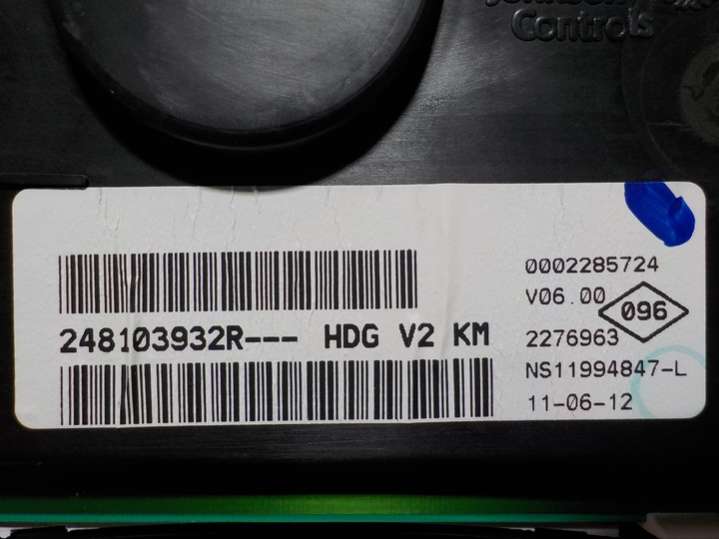 Controls
0002285724
V06.00
096
248103932R--- HDG V2 KM
2276963
NS11994847-L
11-06-12